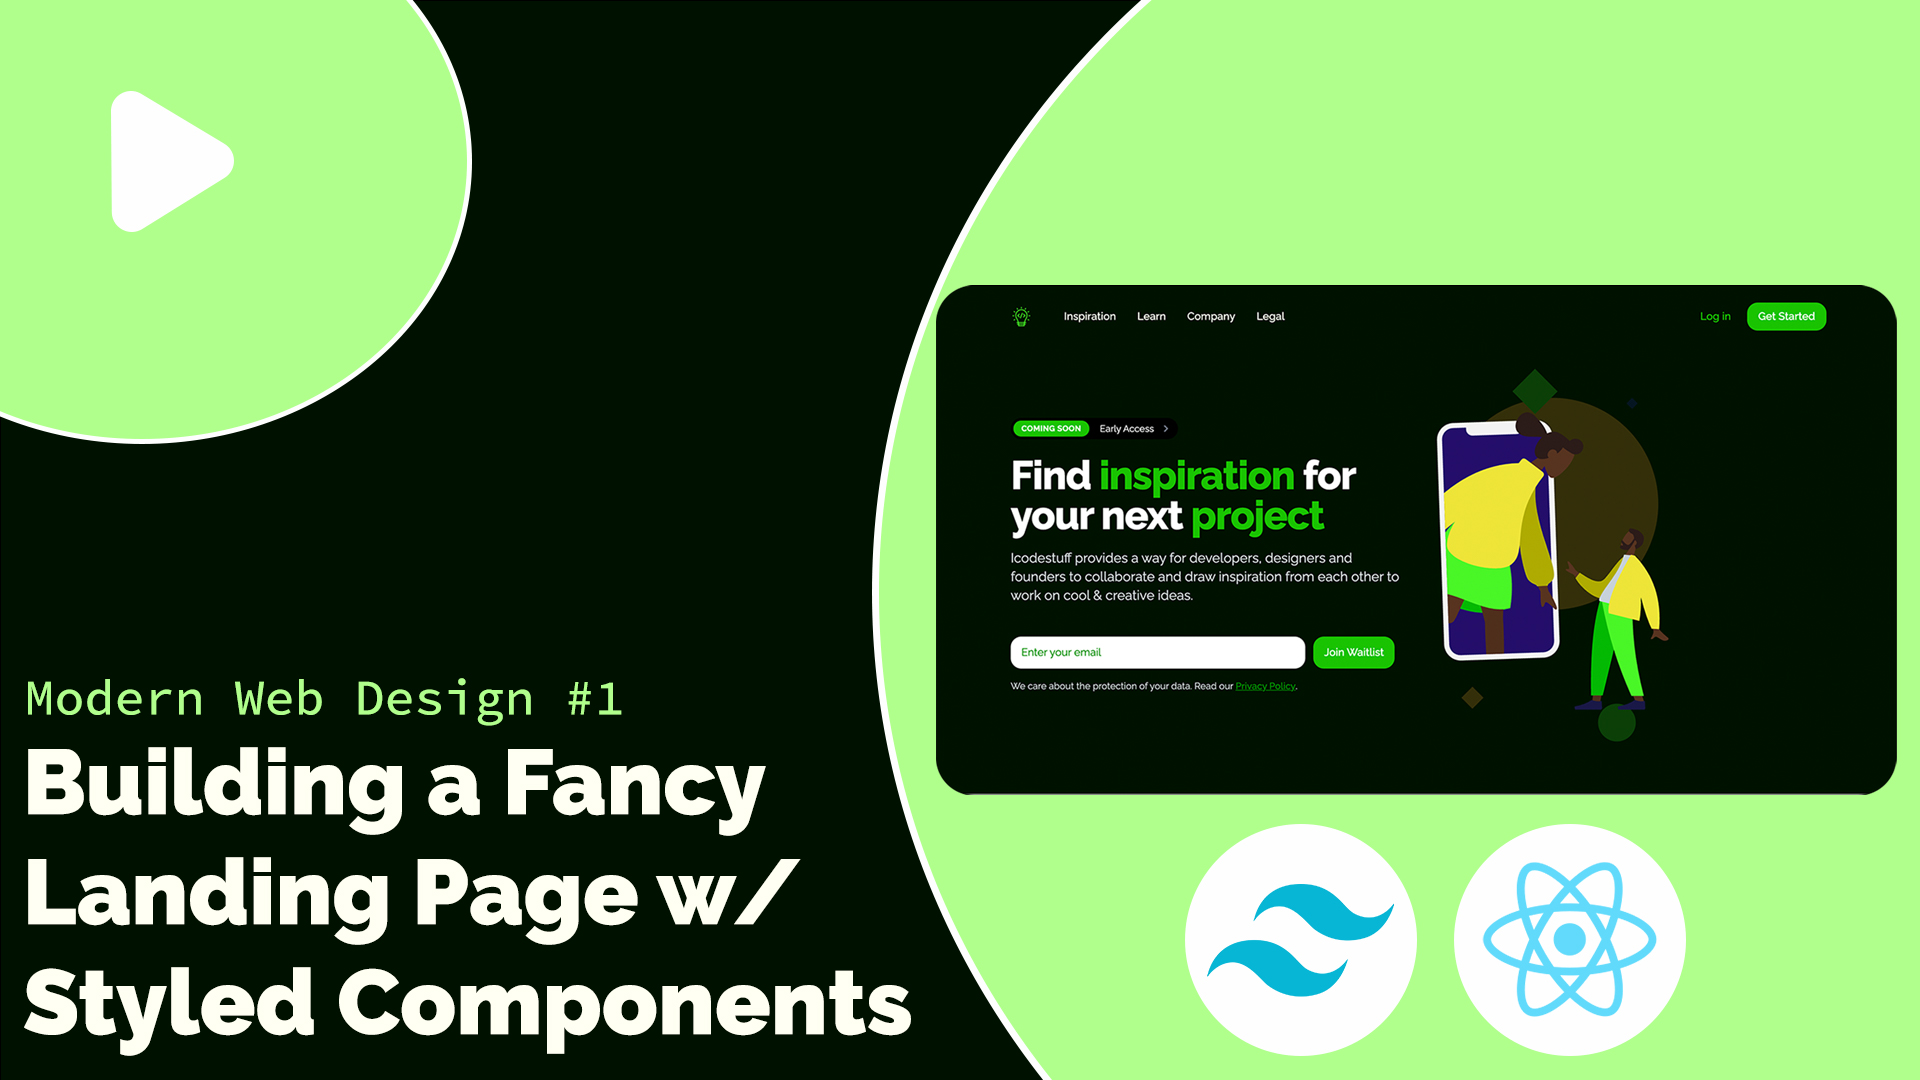 Modern Web Design #1
Building a Fancy
Landing Page w/
Styled Components
Inspiration Learn Company Legal
Log in Get Started
COMING SOON Early Access >
Find inspiration for
your next project
Icodestuff provides a way for developers, designers and
founders to collaborate and draw inspiration from each other to
work on cool & creative ideas.
Enter your email Join Waitlist
We care about the protection of your data. Read our Privacy Policy.